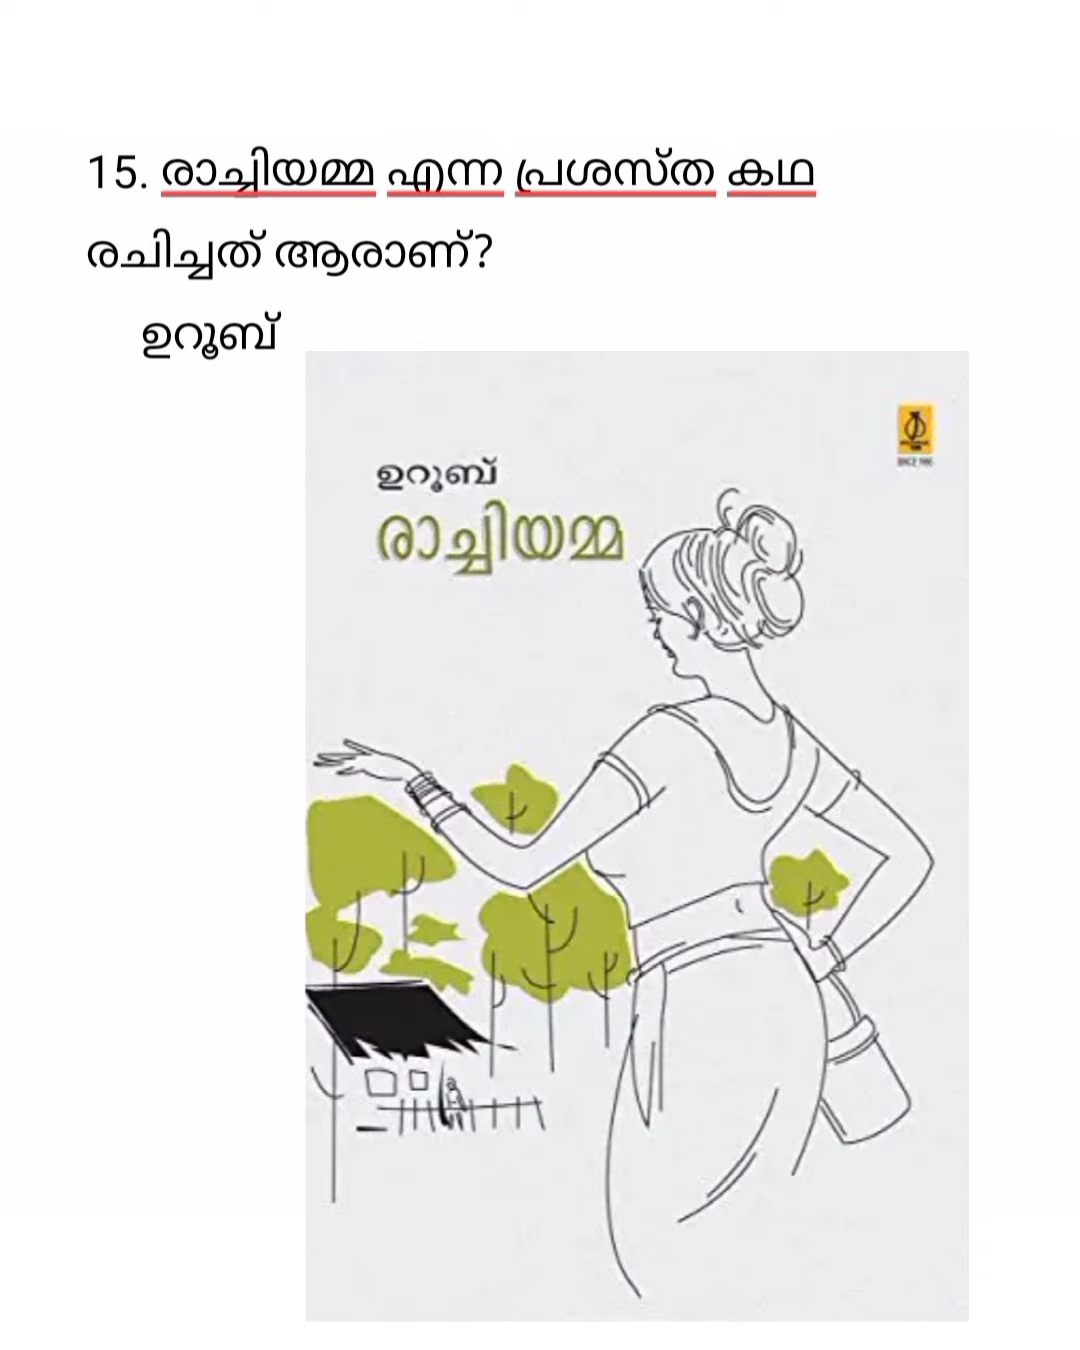 15. രാച്ചിയമ്മ എന്ന പ്രശസ്ത കഥ
രചിച്ചത് ആരാണ്?
ഉറൂബ്
ഉറൂബ്
രാച്ചിയമ്മ